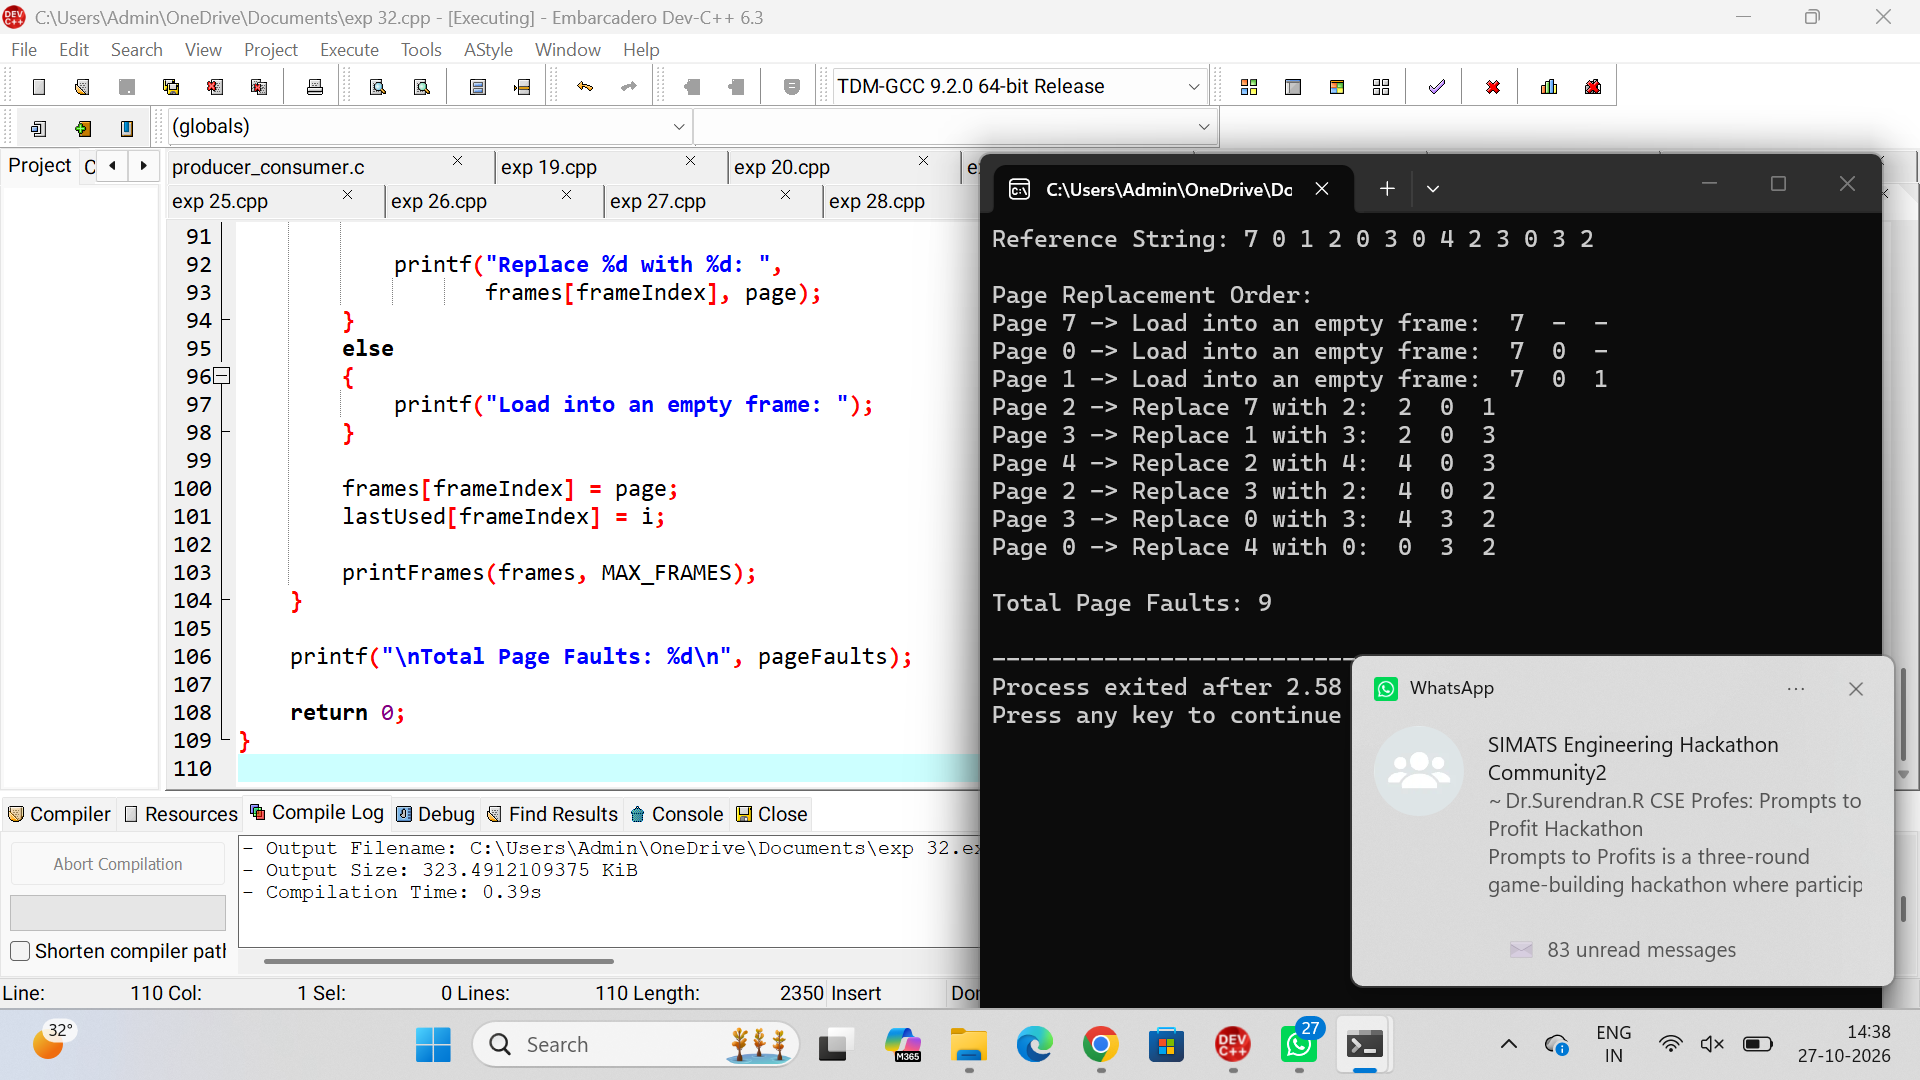 C:\Users\Admin\OneDrive\Documents\exp 32.cpp - [Executing] - Embarcadero Dev-C++ 6.3
File Edit Search View Project Execute Tools AStyle Window Help
TDM-GCC 9.2.0 64-bit Release
(globals)
Project
producer_consumer.c exp 19.cpp exp 20.cpp
exp 25.cpp exp 26.cpp exp 27.cpp exp 28.cpp
91
92 printf("Replace %d with %d: ",
93 frames[frameIndex], page);
94 }
95 else
96 {
97 printf("Load into an empty frame: ");
98 }
99
100 frames[frameIndex] = page;
101 lastUsed[frameIndex] = i;
102
103 printFrames(frames, MAX_FRAMES);
104 }
105
106 printf("\nTotal Page Faults: %d\n", pageFaults);
107
108 return 0;
109 }
110
C:\Users\Admin\OneDrive\Dc
Reference String: 7 0 1 2 0 3 0 4 2 3 0 3 2
Page Replacement Order:
Page 7 -> Load into an empty frame: 7 - -
Page 0 -> Load into an empty frame: 7 0 -
Page 1 -> Load into an empty frame: 7 0 1
Page 2 -> Replace 7 with 2: 2 0 1
Page 3 -> Replace 1 with 3: 2 0 3
Page 4 -> Replace 2 with 4: 4 0 3
Page 2 -> Replace 3 with 2: 4 0 2
Page 3 -> Replace 0 with 3: 4 3 2
Page 0 -> Replace 4 with 0: 0 3 2
Total Page Faults: 9
--------------------------
Process exited after 2.58
Press any key to continue
WhatsApp
SIMATS Engineering Hackathon
Community2
~ Dr.Surendran.R CSE Profes: Prompts to
Profit Hackathon
Prompts to Profits is a three-round
game-building hackathon where particip
83 unread messages
Compiler Resources Compile Log Debug Find Results Console Close
Abort Compilation
Shorten compiler path
- Output Filename: C:\Users\Admin\OneDrive\Documents\exp 32.ex
- Output Size: 323.4912109375 KiB
- Compilation Time: 0.39s
Line: 110 Col: 1 Sel: 0 Lines: 110 Length: 2350 Insert Don
32°
Search
M365
DEV C++
27
ENG
IN
14:38
27-10-2026